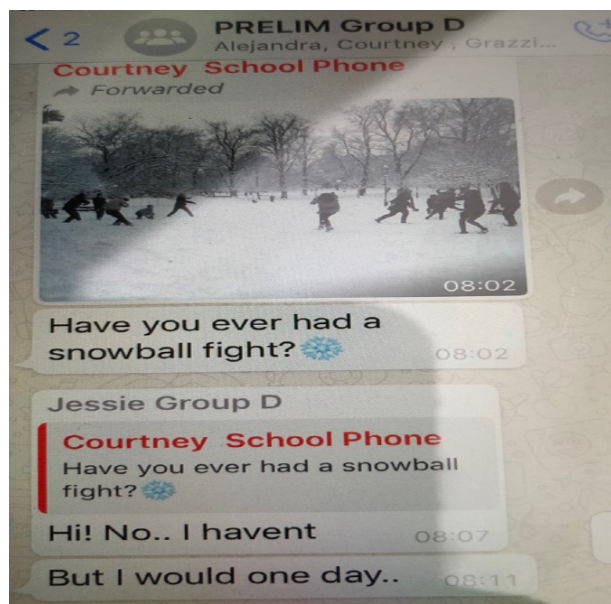 2
PRELIM Group D
Alejandra, Courtney , Grazzi...
Courtney School Phone
Forwarded
08:02
Have you ever had a
snowball fight?❄️
08:02
Jessie Group D
Courtney School Phone
Have you ever had a snowball
fight?❄️
Hi! No.. I havent
08:07
But I would one day..
08:11